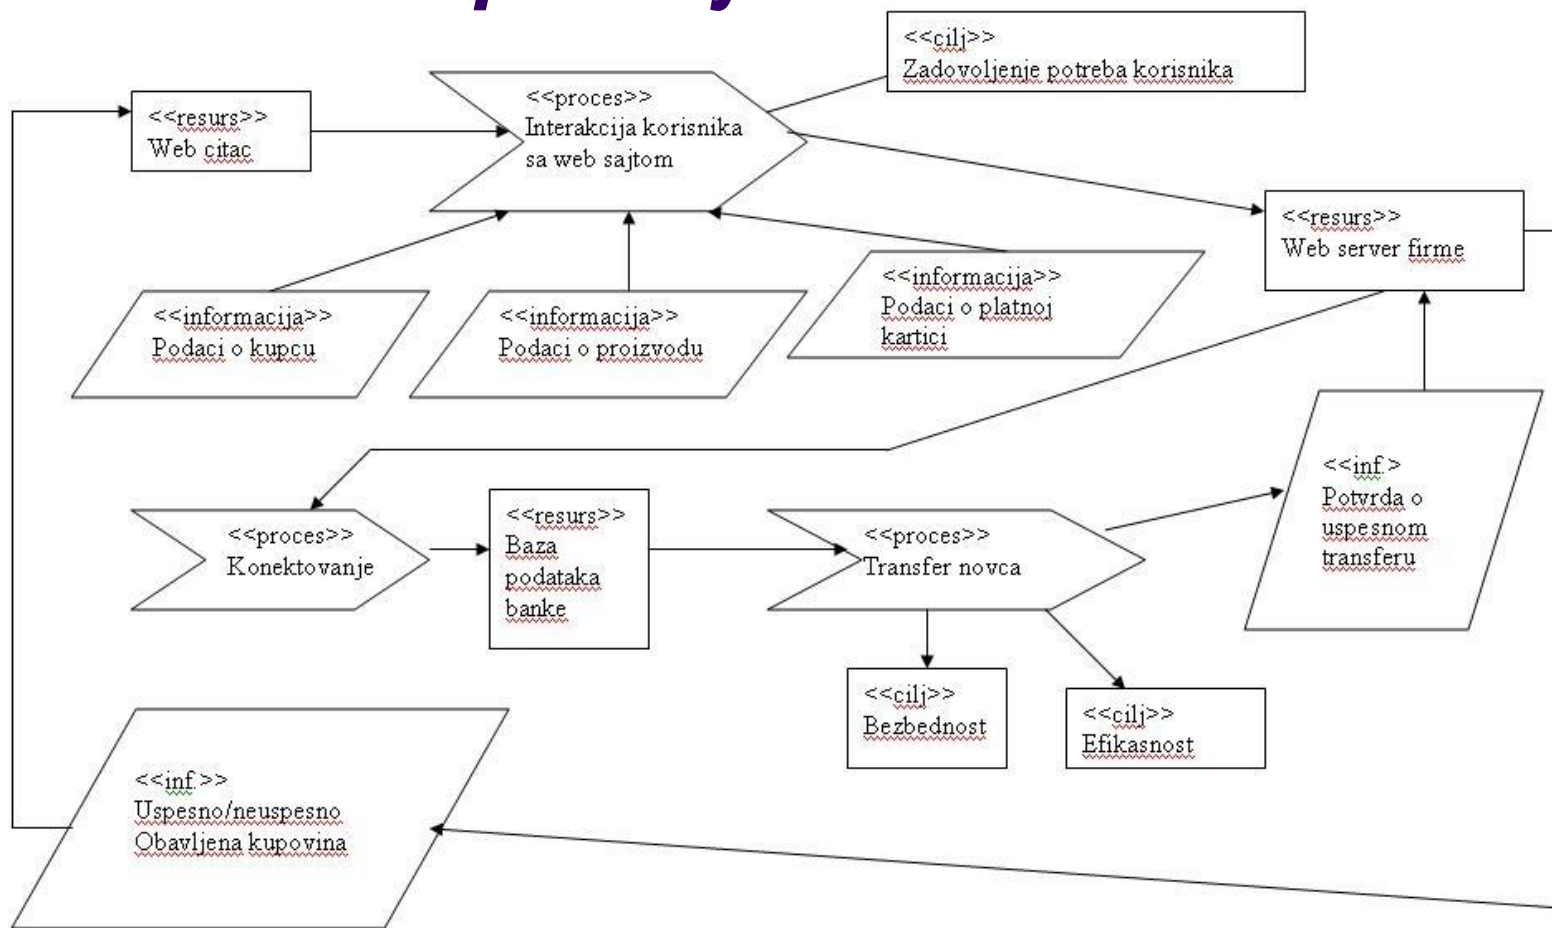 <<cilj>>
Zadovoljenje potreba korisnika
<<proces>>
Interakcija korisnika
sa web sajtom
<<resurs>>
Web citac
<<resurs>>
Web server firme
<<informacija>>
Podaci o kupcu
<<informacija>>
Podaci o proizvodu
<<informacija>>
Podaci o platnoj
kartici
<<inf.>
Potvrda o
uspesnom
transferu
<<proces>>
Konektovanje
<<resurs>>
Baza
podataka
banke
<<proces>>
Transfer novca
<<cilj>>
Bezbednost
<<cilj>>
Efikasnost
<<inf.>>
Uspesno/neuspesno
Obavljena kupovina